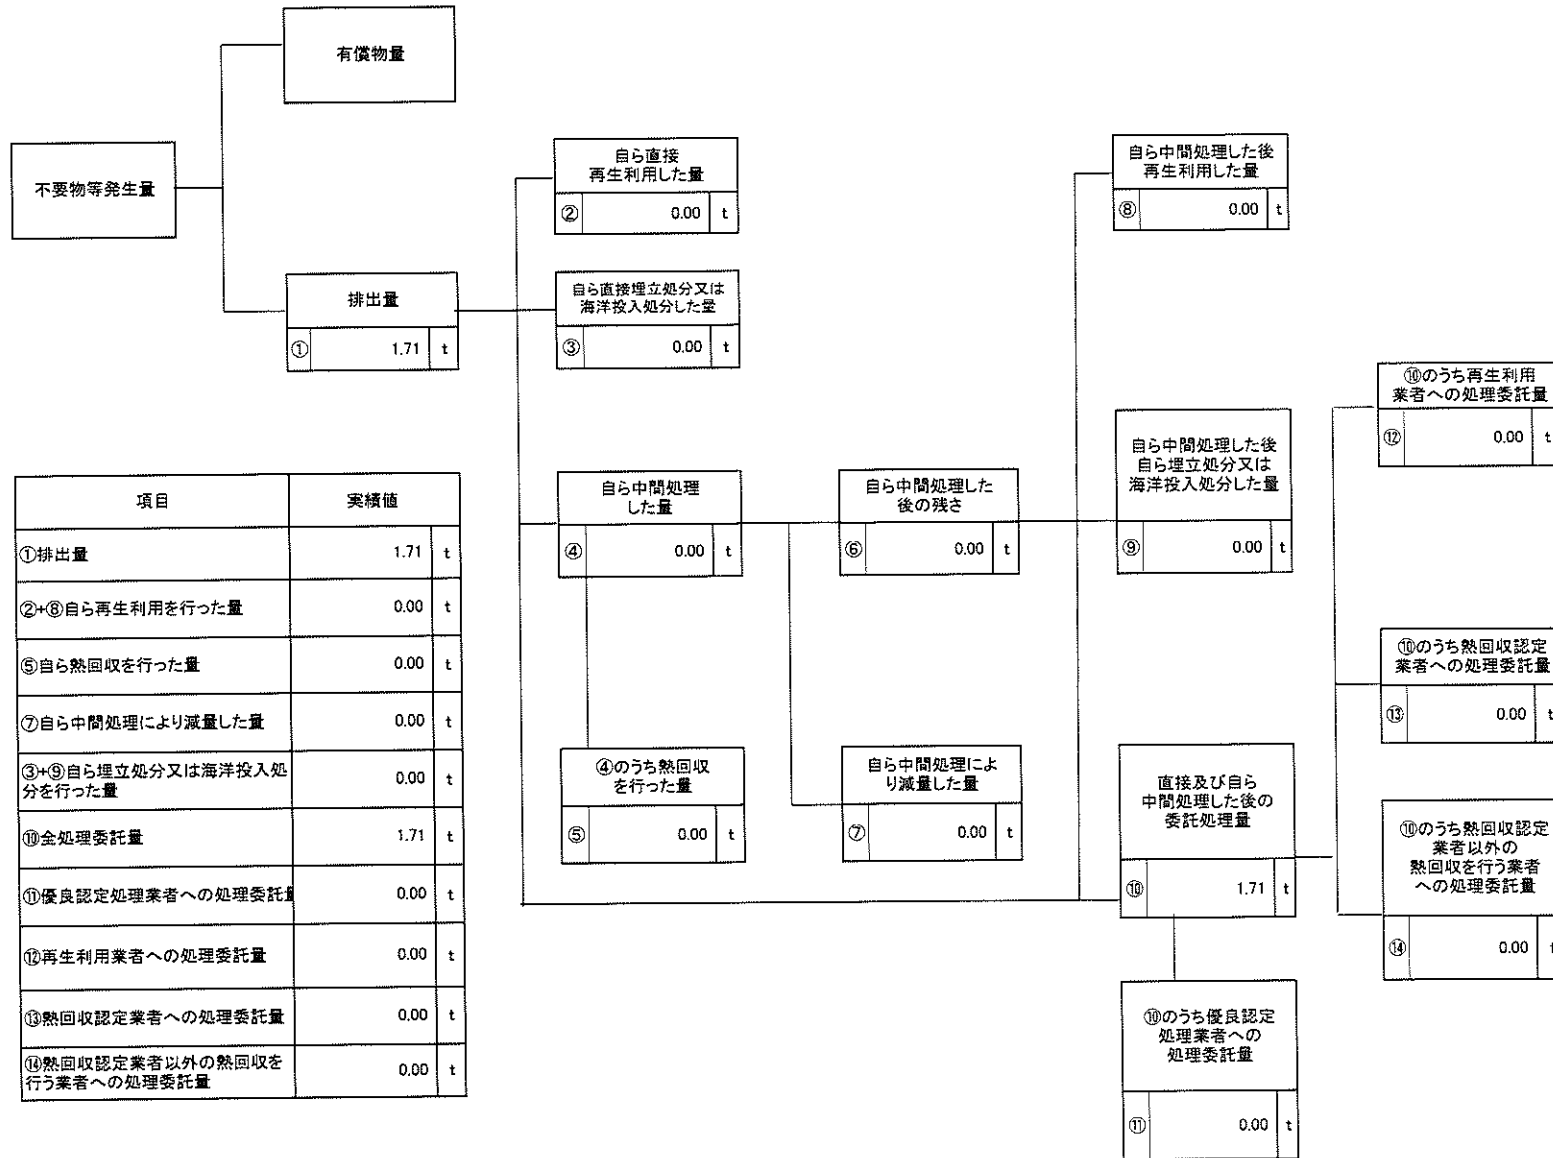 有償物量
不要物等発生量
排出量
① 1.71 t
自ら直接
再生利用した量
② 0.00 t
自ら直接埋立処分又は
海洋投入処分した量
③ 0.00 t
自ら中間処理
した量
④ 0.00 t
④のうち熱回収
を行った量
⑤ 0.00 t
自ら中間処理した
後の残さ
⑥ 0.00 t
自ら中間処理によ
り減量した量
⑦ 0.00 t
自ら中間処理した後
再生利用した量
⑧ 0.00 t
自ら中間処理した後
自ら埋立処分又は
海洋投入処分した量
⑨ 0.00 t
直接及び自ら
中間処理した後の
委託処理量
⑩ 1.71 t
⑩のうち優良認定
処理業者への
処理委託量
⑪ 0.00 t
⑩のうち再生利用
業者への処理委託量
⑫ 0.00 t
⑩のうち熱回収認定
業者への処理委託量
⑬ 0.00 t
⑩のうち熱回収認定
業者以外の
熱回収を行う業者
への処理委託量
⑭ 0.00 t
項目 実績値
①排出量 1.71 t
②+⑧自ら再生利用を行った量 0.00 t
⑤自ら熱回収を行った量 0.00 t
⑦自ら中間処理により減量した量 0.00 t
③+⑨自ら埋立処分又は海洋投入処
分を行った量 0.00 t
⑩全処理委託量 1.71 t
⑪優良認定処理業者への処理委託量 0.00 t
⑫再生利用業者への処理委託量 0.00 t
⑬熱回収認定業者への処理委託量 0.00 t
⑭熱回収認定業者以外の熱回収を
行う業者への処理委託量 0.00 t